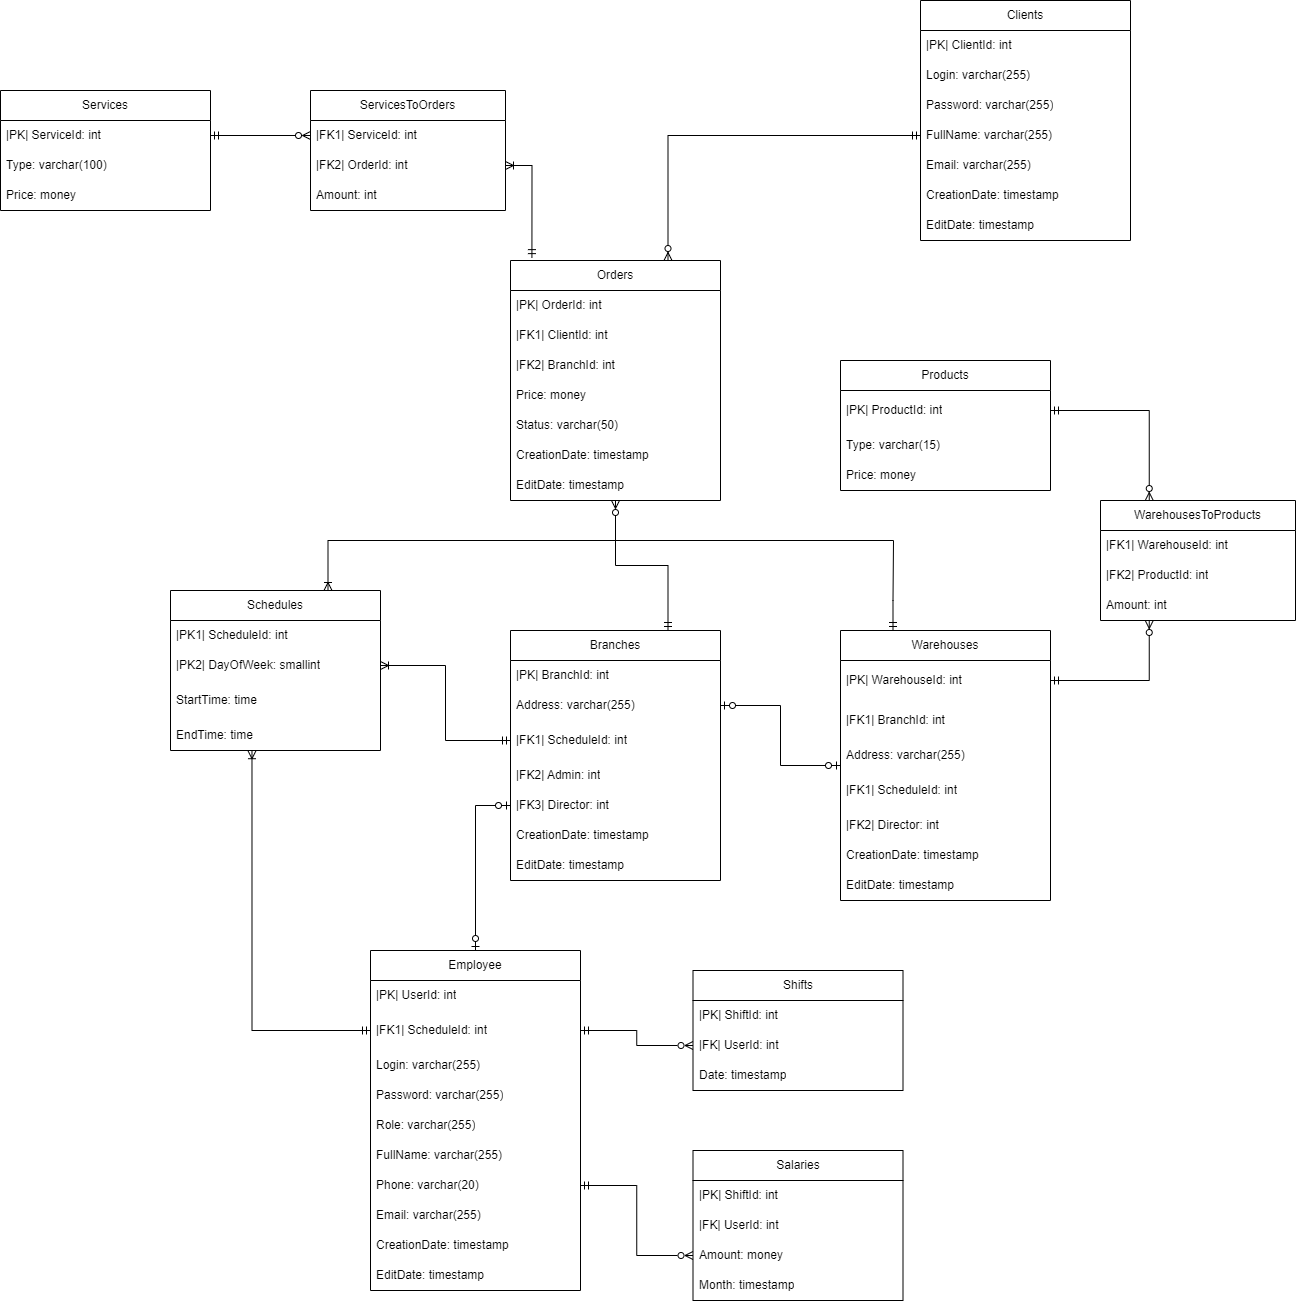 Clients
|PK| ClientId: int
Login: varchar(255)
Password: varchar(255)
FullName: varchar(255)
Email: varchar(255)
CreationDate: timestamp
EditDate: timestamp
Services
|PK| ServiceId: int
Type: varchar(100)
Price: money
ServicesToOrders
|FK1| ServiceId: int
|FK2| OrderId: int
Amount: int
Orders
|PK| OrderId: int
|FK1| ClientId: int
|FK2| BranchId: int
Price: money
Status: varchar(50)
CreationDate: timestamp
EditDate: timestamp
Products
|PK| ProductId: int
Type: varchar(15)
Price: money
WarehousesToProducts
|FK1| WarehouseId: int
|FK2| ProductId: int
Amount: int
Schedules
|PK1| ScheduleId: int
|PK2| DayOfWeek: smallint
StartTime: time
EndTime: time
Branches
|PK| BranchId: int
Address: varchar(255)
|FK1| ScheduleId: int
|FK2| Admin: int
|FK3| Director: int
CreationDate: timestamp
EditDate: timestamp
Warehouses
|PK| WarehouseId: int
|FK1| BranchId: int
Address: varchar(255)
|FK1| ScheduleId: int
|FK2| Director: int
CreationDate: timestamp
EditDate: timestamp
Employee
|PK| UserId: int
|FK1| ScheduleId: int
Login: varchar(255)
Password: varchar(255)
Role: varchar(255)
FullName: varchar(255)
Phone: varchar(20)
Email: varchar(255)
CreationDate: timestamp
EditDate: timestamp
Shifts
|PK| ShiftId: int
|FK| UserId: int
Date: timestamp
Salaries
|PK| ShiftId: int
|FK| UserId: int
Amount: money
Month: timestamp